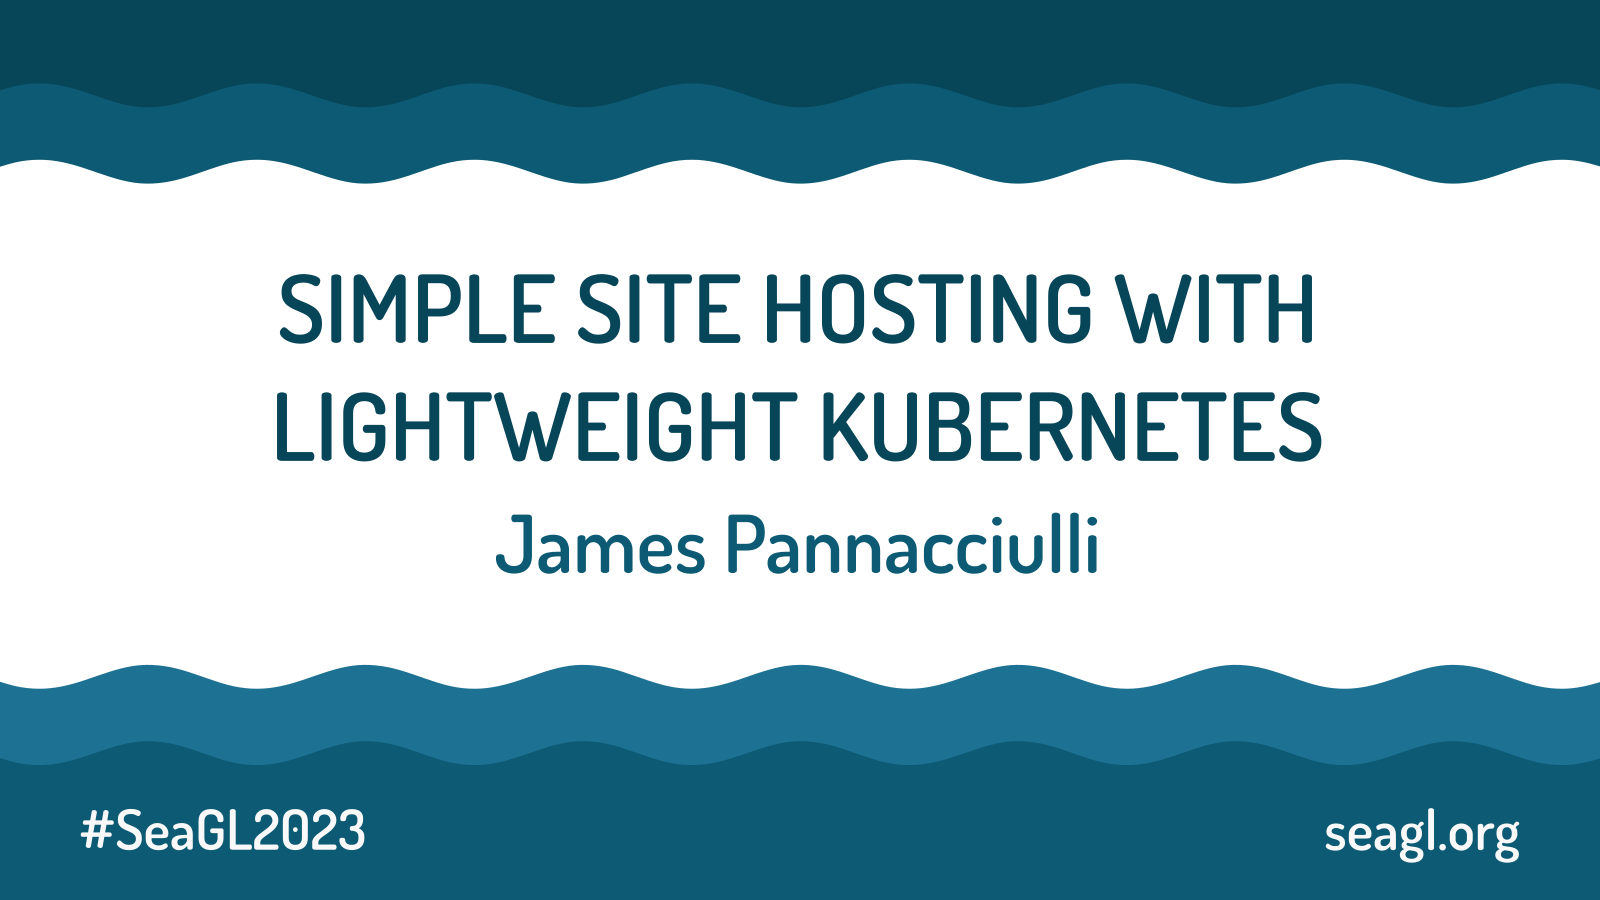 SIMPLE SITE HOSTING WITH
LIGHTWEIGHT KUBERNETES
James Pannacciulli
#SeaGL2023
seagl.org